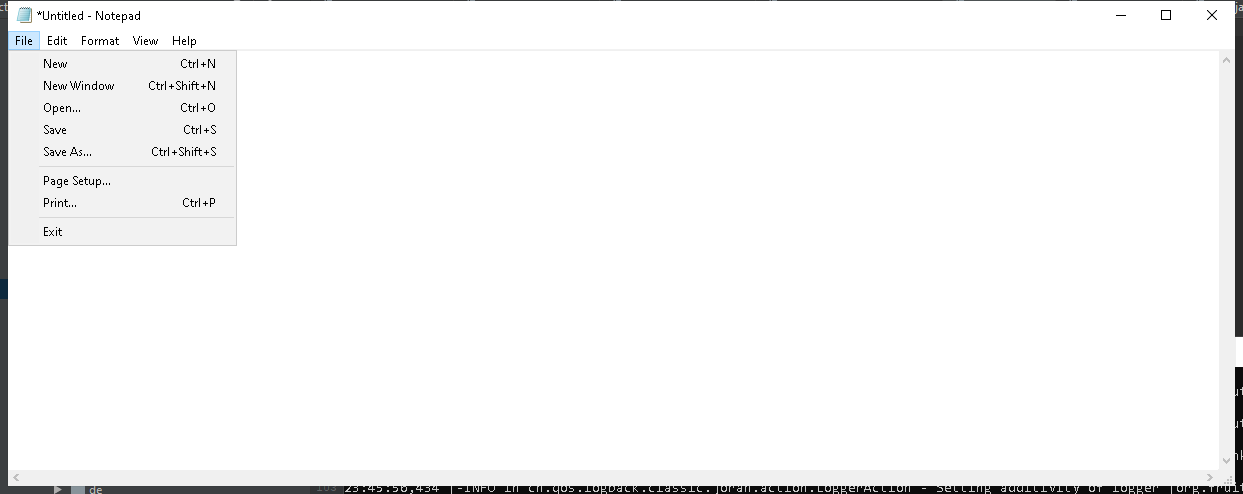 *Untitled - Notepad
File Edit Format View Help
New Ctrl+N
New Window Ctrl+Shift+N
Open... Ctrl+O
Save Ctrl+S
Save As... Ctrl+Shift+S
Page Setup...
Print... Ctrl+P
Exit
de
23:45:56,434 |-INFO in ch.qos.logback.classic.joran.action.LoggerAction - Setting additivity of logger